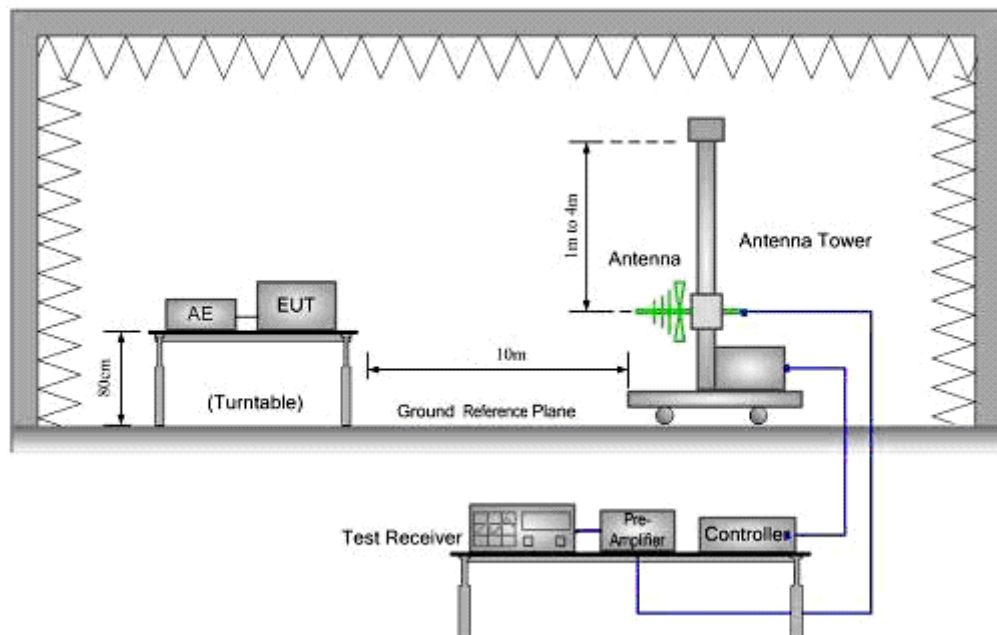 1m to 4m
Antenna
Antenna Tower
AE
EUT
10m
80cm
(Turntable)
Ground Reference Plane
Test Receiver
Pre-
Amplifier
Controller